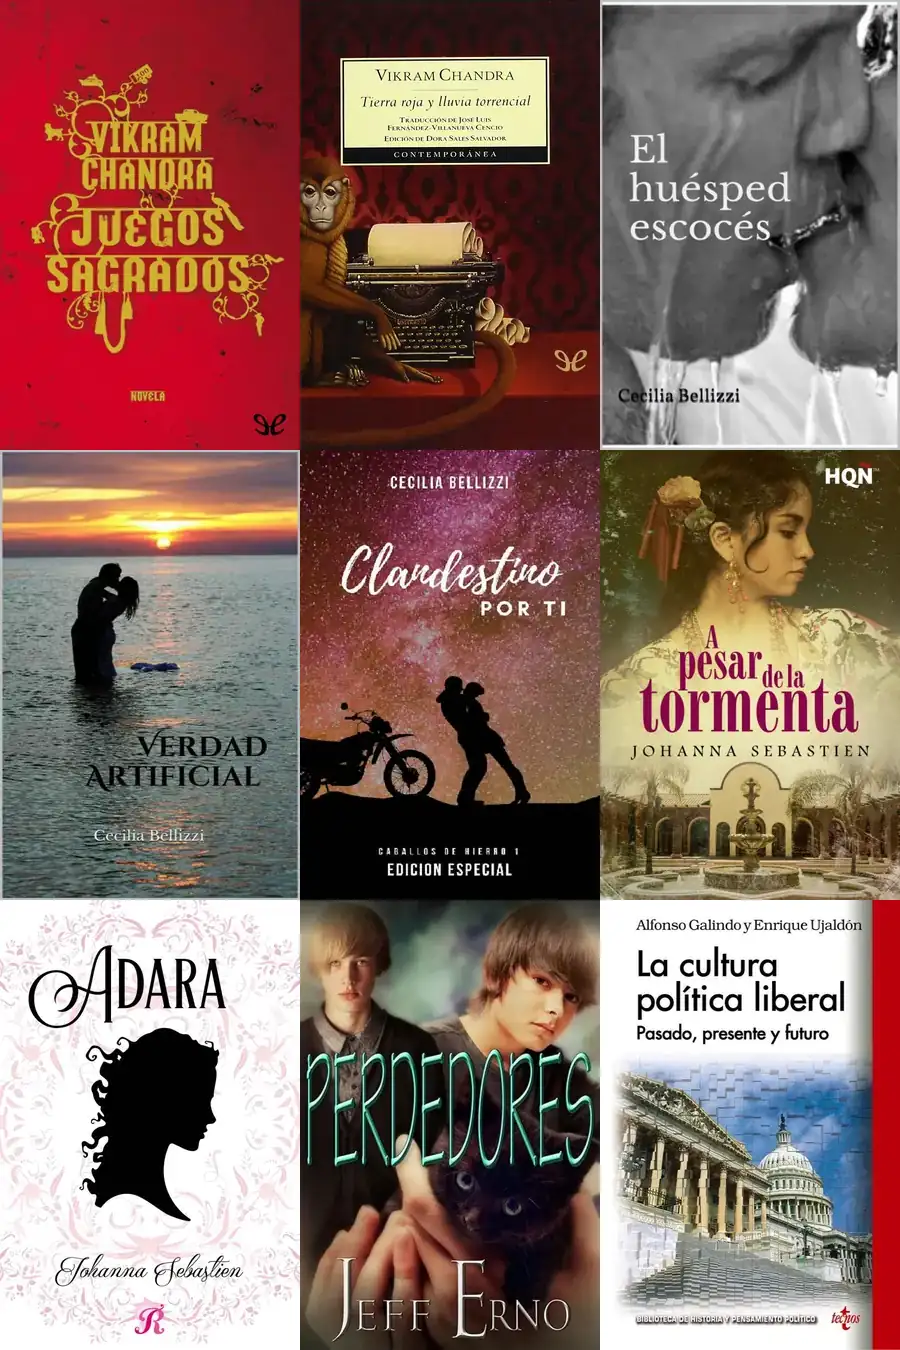 VIKRAM
CHANDRA
JUEGOS
SAGRADOS
NOVELA
VIKRAM CHANDRA
Tierra roja y lluvia torrencial
TRADUCCIÓN DE JOSÉ LUIS
FERNÁNDEZ-VILLANUEVA CENCIO
EDICIÓN DE DORA SALES SALVADOR
CONTEMPORÁNEA
El
huésped
escocés
Cecilia Bellizzi
VERDAD
ARTIFICIAL
Cecilia Bellizzi
CECILIA BELLIZZI
Clandestino
POR TI
CABALLOS DE HIERRO 1
EDICION ESPECIAL
HQN
A
pesar de la
tormenta
JOHANNA SEBASTIEN
ADARA
Johanna Sebastien
R
PERDEDORES
JEFF ERNO
Alfonso Galindo y Enrique Ujaldón
La cultura
política liberal
Pasado, presente y futuro
BIBLIOTECA DE HISTORIA Y PENSAMIENTO POLÍTICO
tecnos